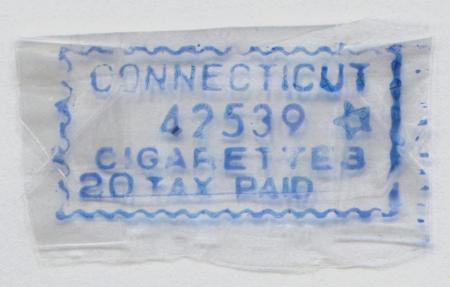 CONNECTICUT
42539 ☆
CIGARETTES
20 TAX PAID